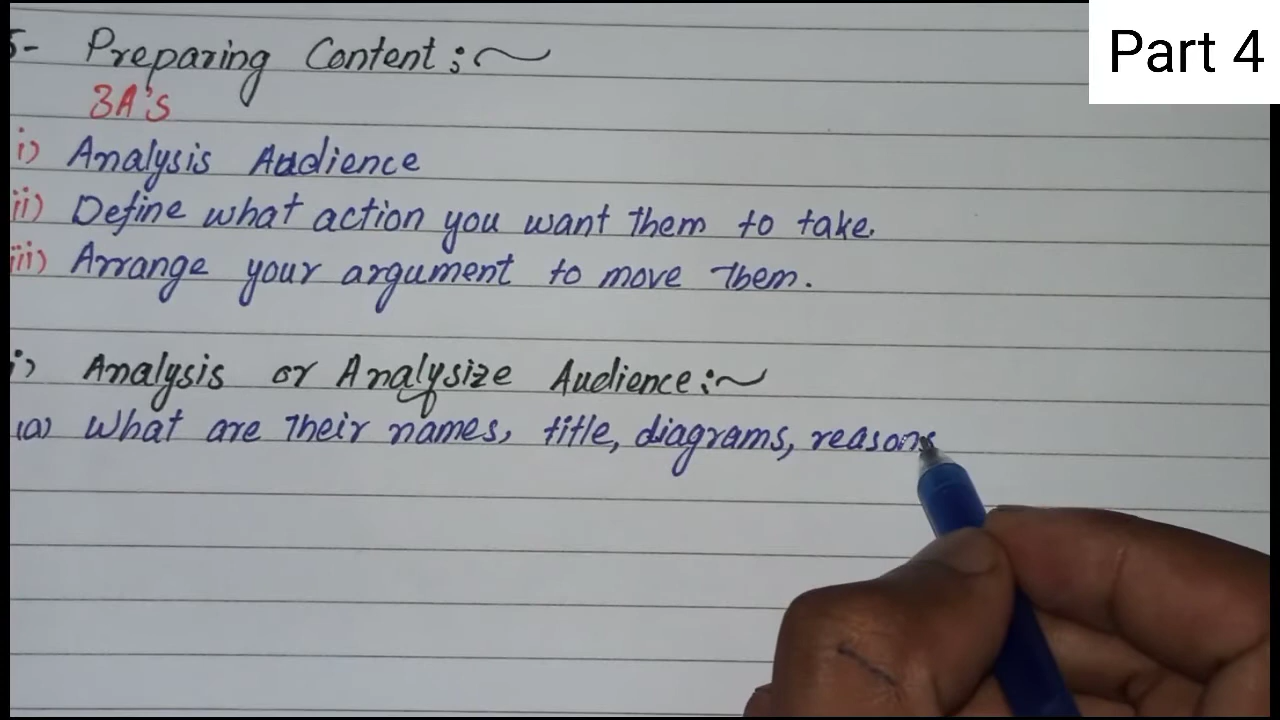 Part 4
5- Preparing Content :~
3A's
i) Analysis Audience
ii) Define what action you want them to take.
iii) Arrange your argument to move them.
i) Analysis or Analysize Audience :~
(a) What are their names, title, diagrams, reasons